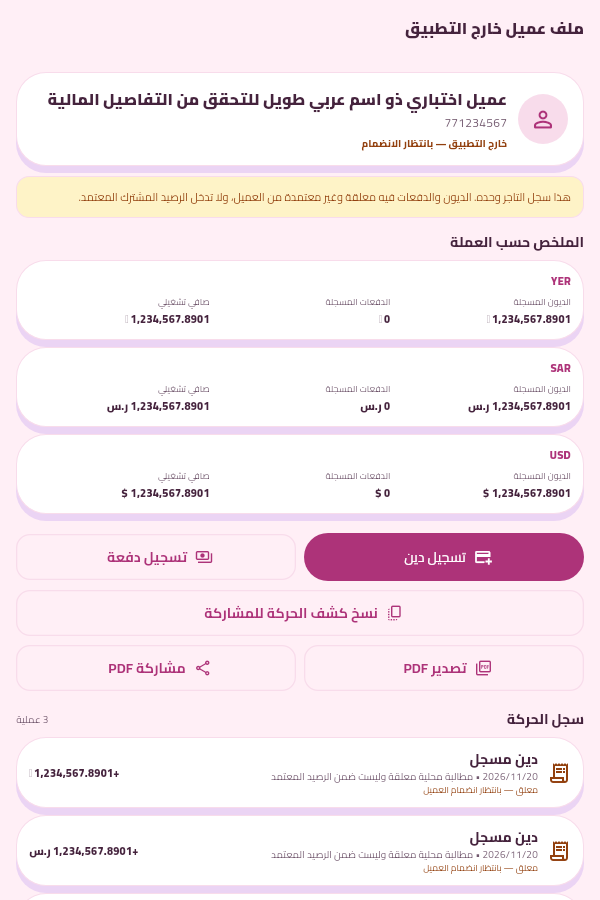 ملف عميل خارج التطبيق
عميل اختباري ذو اسم عربي طويل للتحقق من التفاصيل المالية
771234567
خارج التطبيق — بانتظار الانضمام
هذا سجل التاجر وحده. الديون والدفعات فيه معلقة وغير معتمدة من العميل، ولا تدخل الرصيد المشترك المعتمد.
الملخص حسب العملة
YER
الديون المسجلة الدفعات المسجلة صافي تشغيلي
1,234,567.8901 0 1,234,567.8901
SAR
الديون المسجلة الدفعات المسجلة صافي تشغيلي
1,234,567.8901 ر.س 0 ر.س 1,234,567.8901 ر.س
USD
الديون المسجلة الدفعات المسجلة صافي تشغيلي
1,234,567.8901 $ 0 $ 1,234,567.8901 $
تسجيل دين
تسجيل دفعة
نسخ كشف الحركة للمشاركة
تصدير PDF
مشاركة PDF
سجل الحركة
3 عملية
دين مسجل
2026/11/20 • مطالبة محلية معلقة وليست ضمن الرصيد المعتمد
معلق — بانتظار انضمام العميل
+1,234,567.8901
دين مسجل
2026/11/20 • مطالبة محلية معلقة وليست ضمن الرصيد المعتمد
معلق — بانتظار انضمام العميل
+1,234,567.8901 ر.س